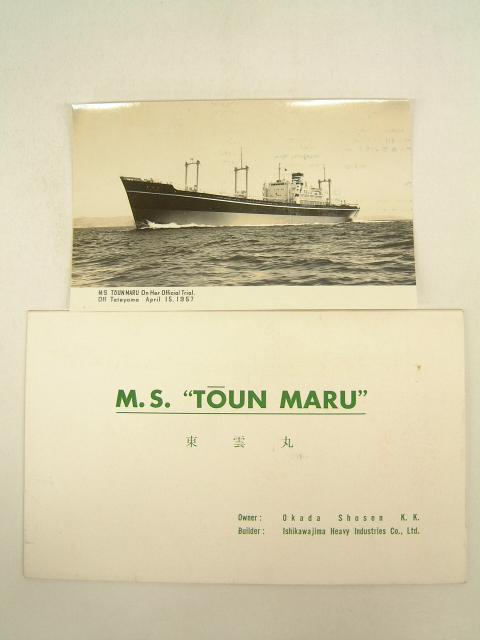 M.S. TŌUN MARU On Her Official Trial.
Off Tateyama April 15, 1957
M. S. “TŌUN MARU”
東雲丸
Owner: Okada Shosen K. K.
Builder: Ishikawajima Heavy Industries Co., Ltd.